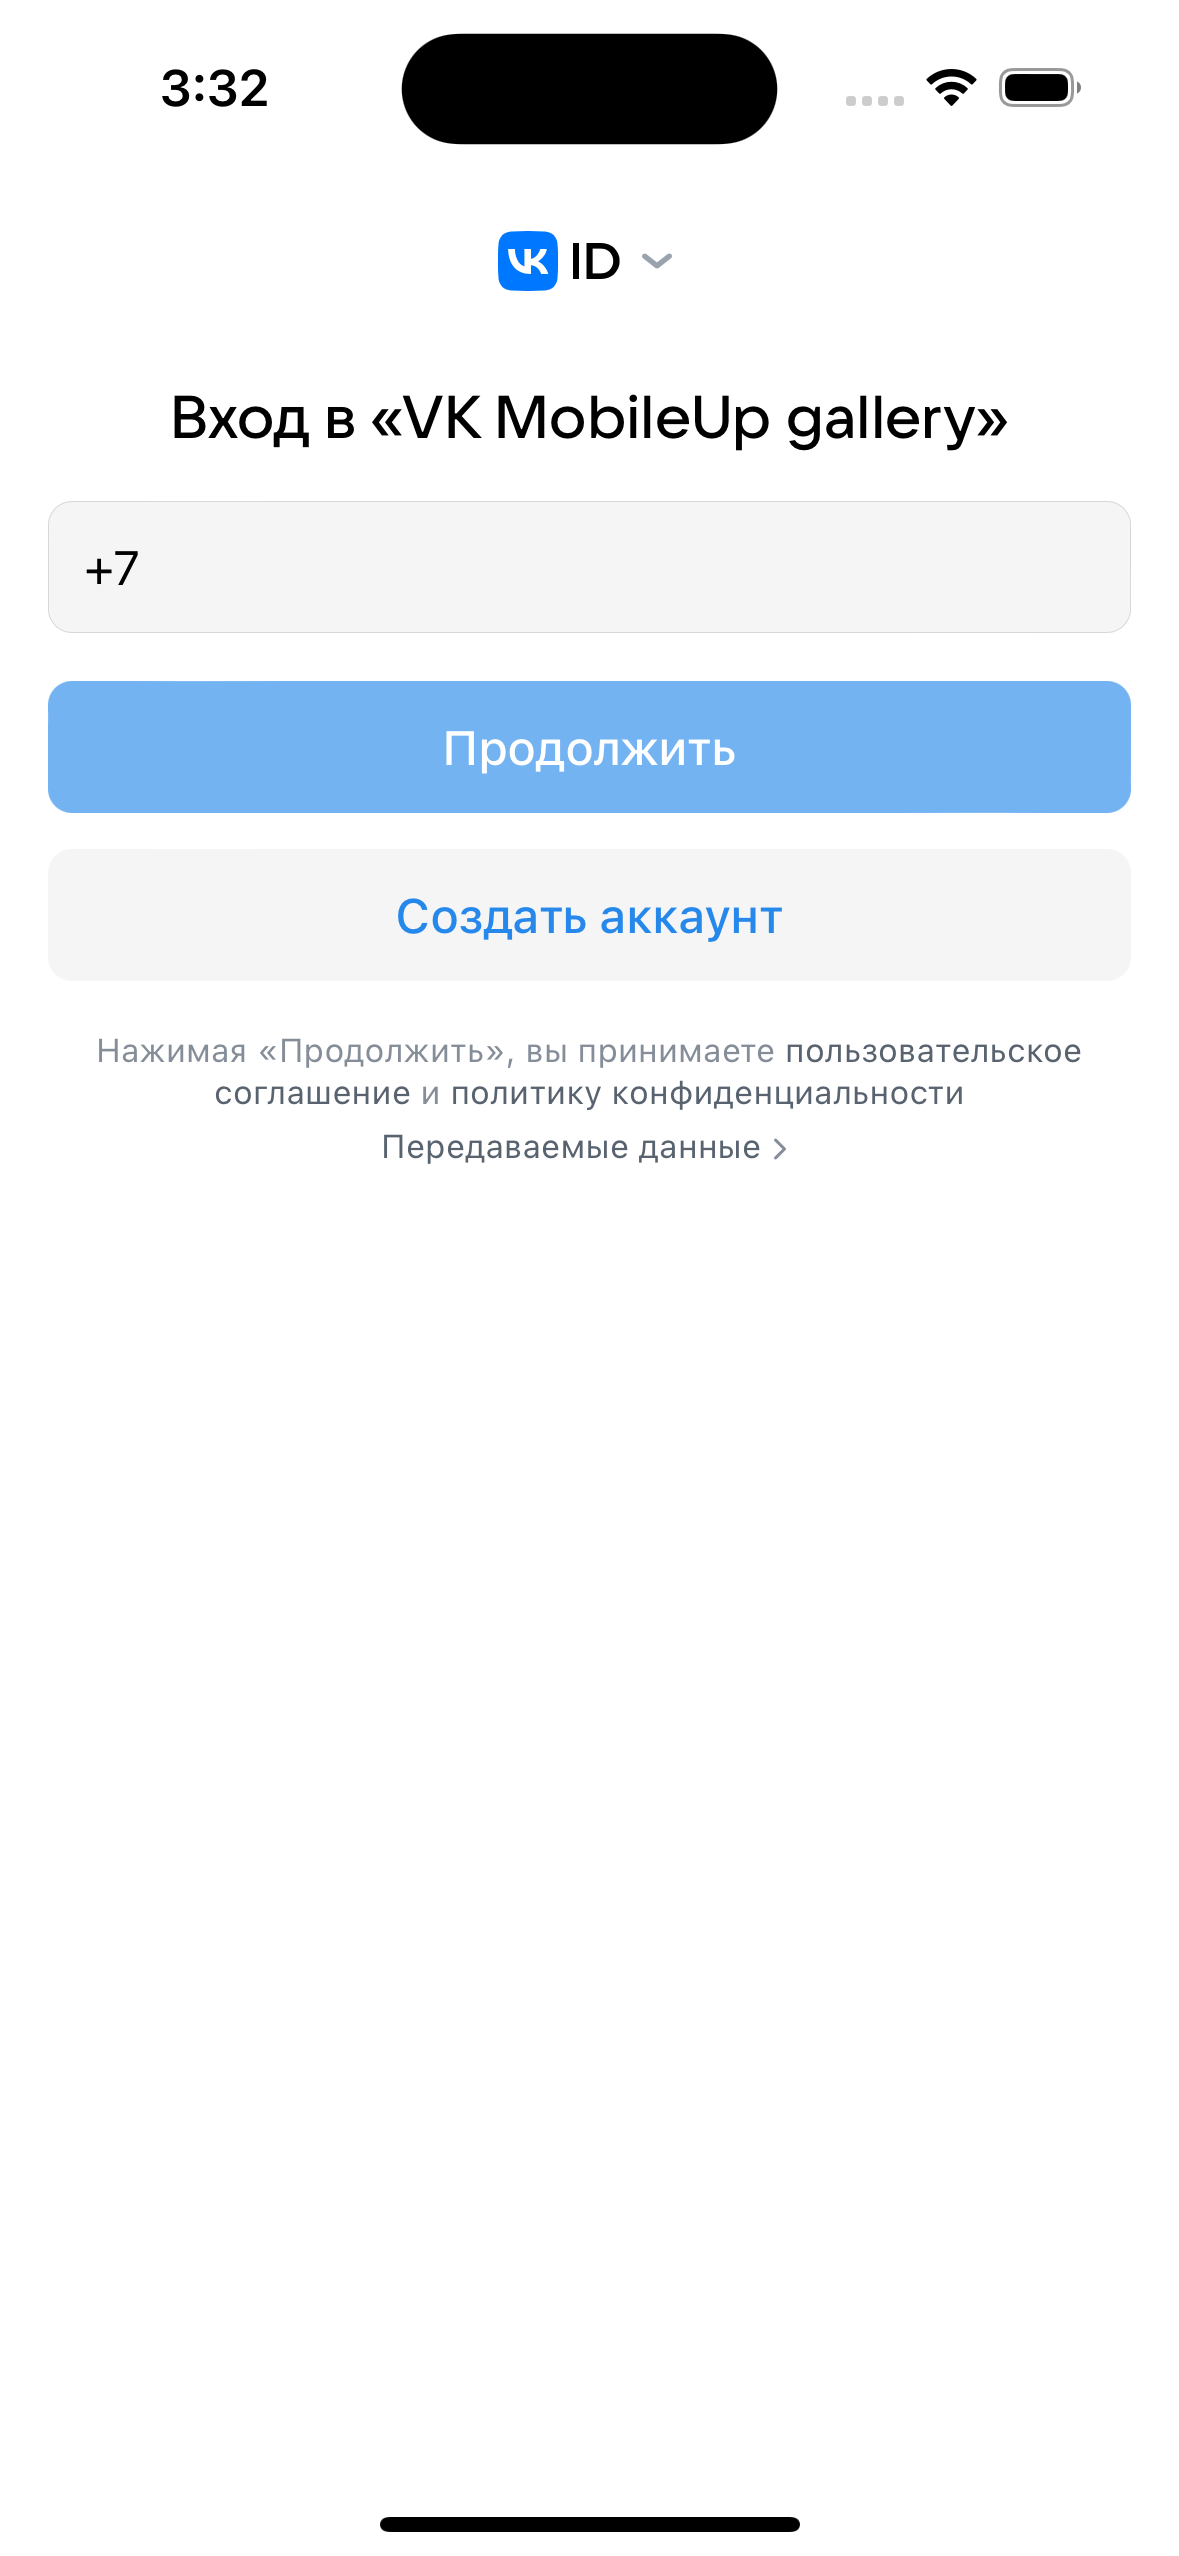 3:32
VK ID
Вход в «VK MobileUp gallery»
+7
Продолжить
Создать аккаунт
Нажимая «Продолжить», вы принимаете пользовательское
соглашение и политику конфиденциальности
Передаваемые данные